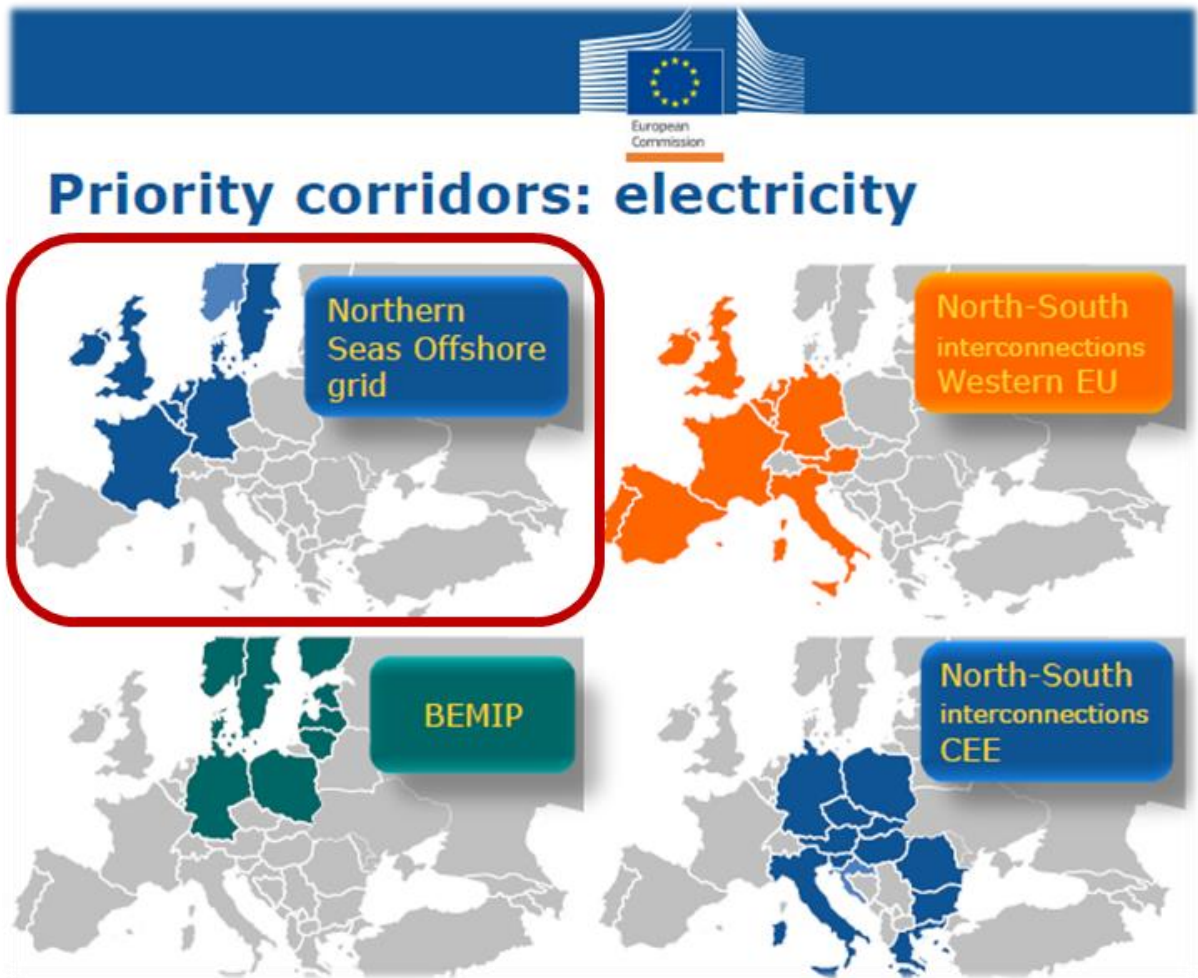 European
Commission
Priority corridors: electricity
Northern
Seas Offshore
grid
North-South
interconnections
Western EU
BEMIP
North-South
interconnections
CEE